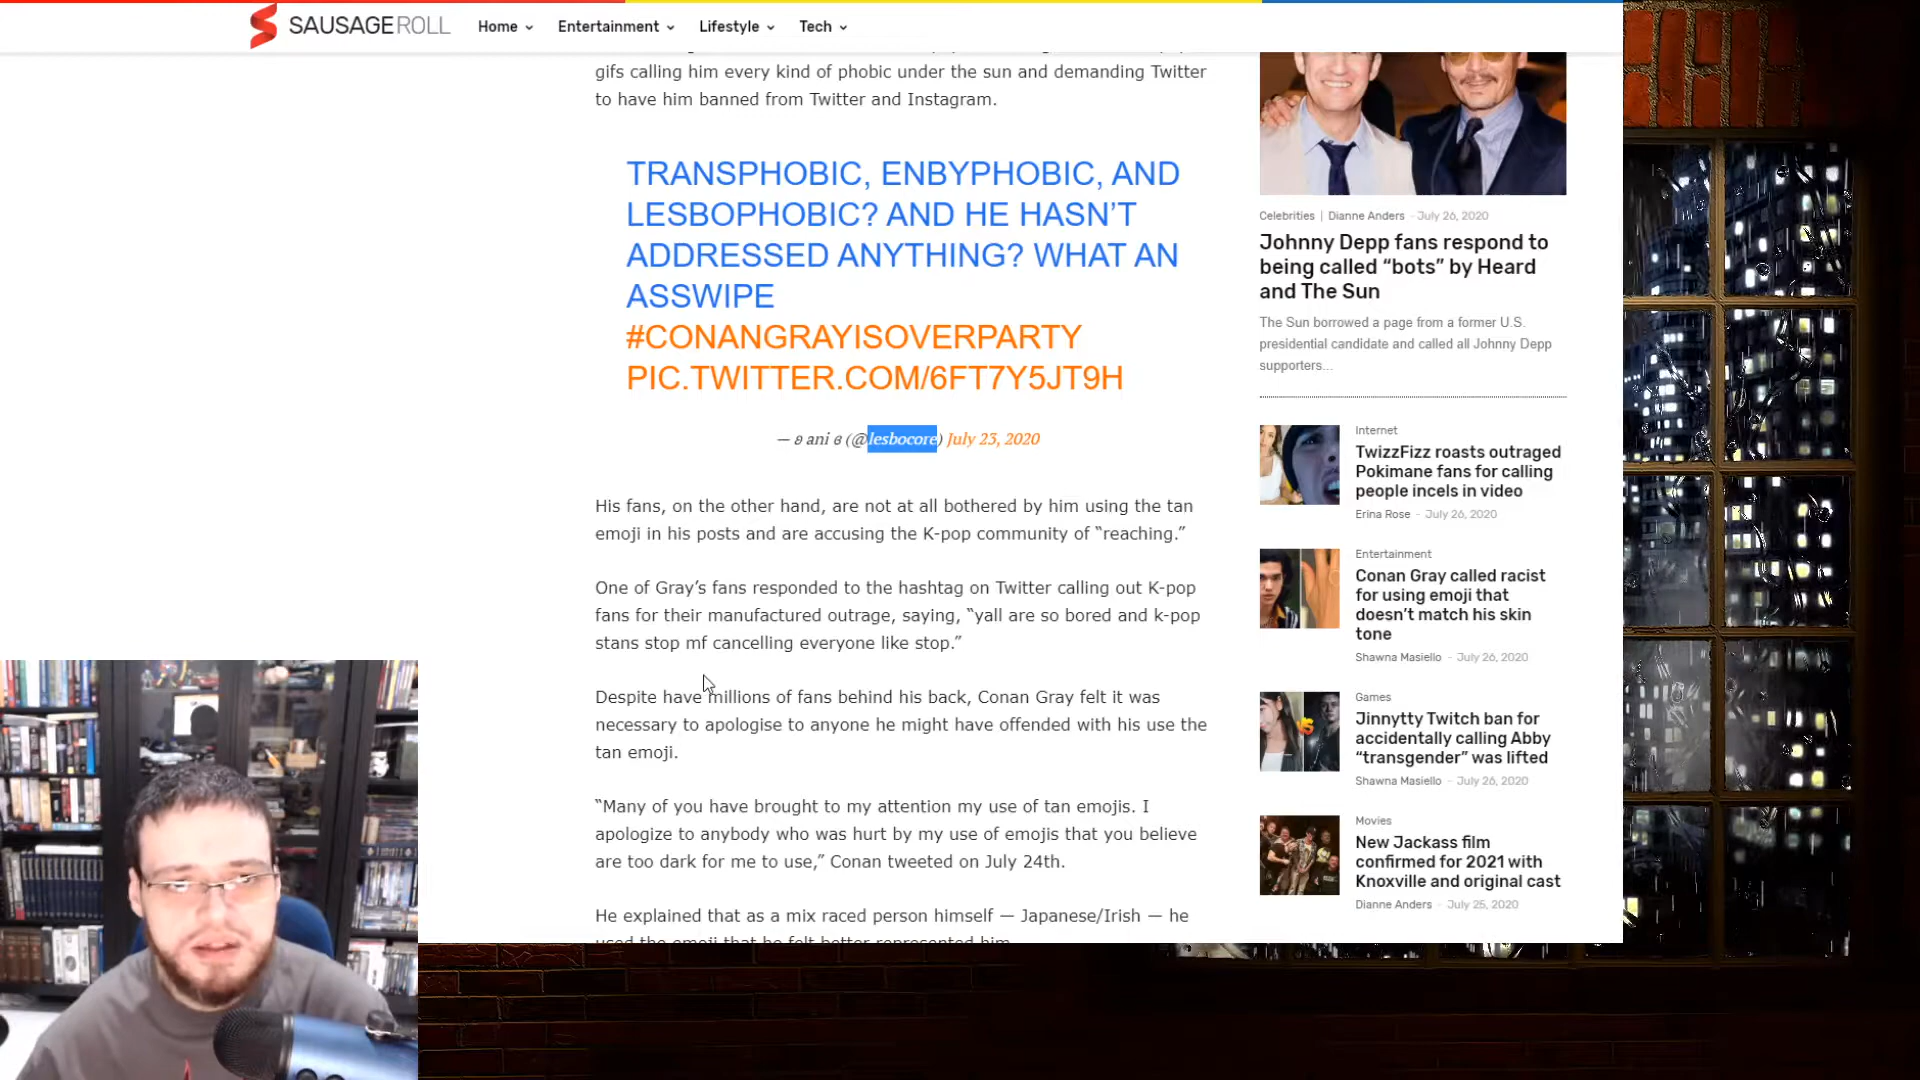 SAUSAGEROLL
Home
Entertainment
Lifestyle
Tech
gifs calling him every kind of phobic under the sun and demanding Twitter
to have him banned from Twitter and Instagram.
TRANSPHOBIC, ENBYPHOBIC, AND
LESBOPHOBIC? AND HE HASN’T
ADDRESSED ANYTHING? WHAT AN
ASSWIPE
#CONANGRAYISOVERPARTY
PIC.TWITTER.COM/6FT7Y5JT9H
ani
(@lesbocore) July 23, 2020
His fans, on the other hand, are not at all bothered by him using the tan
emoji in his posts and are accusing the K-pop community of “reaching.”
One of Gray’s fans responded to the hashtag on Twitter calling out K-pop
fans for their manufactured outrage, saying, “yall are so bored and k-pop
stans stop mf cancelling everyone like stop.”
Despite have millions of fans behind his back, Conan Gray felt it was
necessary to apologise to anyone he might have offended with his use the
tan emoji.
“Many of you have brought to my attention my use of tan emojis. I
apologize to anybody who was hurt by my use of emojis that you believe
are too dark for me to use,” Conan tweeted on July 24th.
He explained that as a mix raced person himself — Japanese/Irish — he
used the emoji that he felt better represented him.
Celebrities | Dianne Anders - July 26, 2020
Johnny Depp fans respond to
being called “bots” by Heard
and The Sun
The Sun borrowed a page from a former U.S.
presidential candidate and called all Johnny Depp
supporters...
Internet
TwizzFizz roasts outraged
Pokimane fans for calling
people incels in video
Erina Rose - July 26, 2020
Entertainment
Conan Gray called racist
for using emoji that
doesn’t match his skin
tone
Shawna Masiello - July 26, 2020
Games
Jinnytty Twitch ban for
accidentally calling Abby
“transgender” was lifted
Shawna Masiello - July 26, 2020
Movies
New Jackass film
confirmed for 2021 with
Knoxville and original cast
Dianne Anders - July 25, 2020